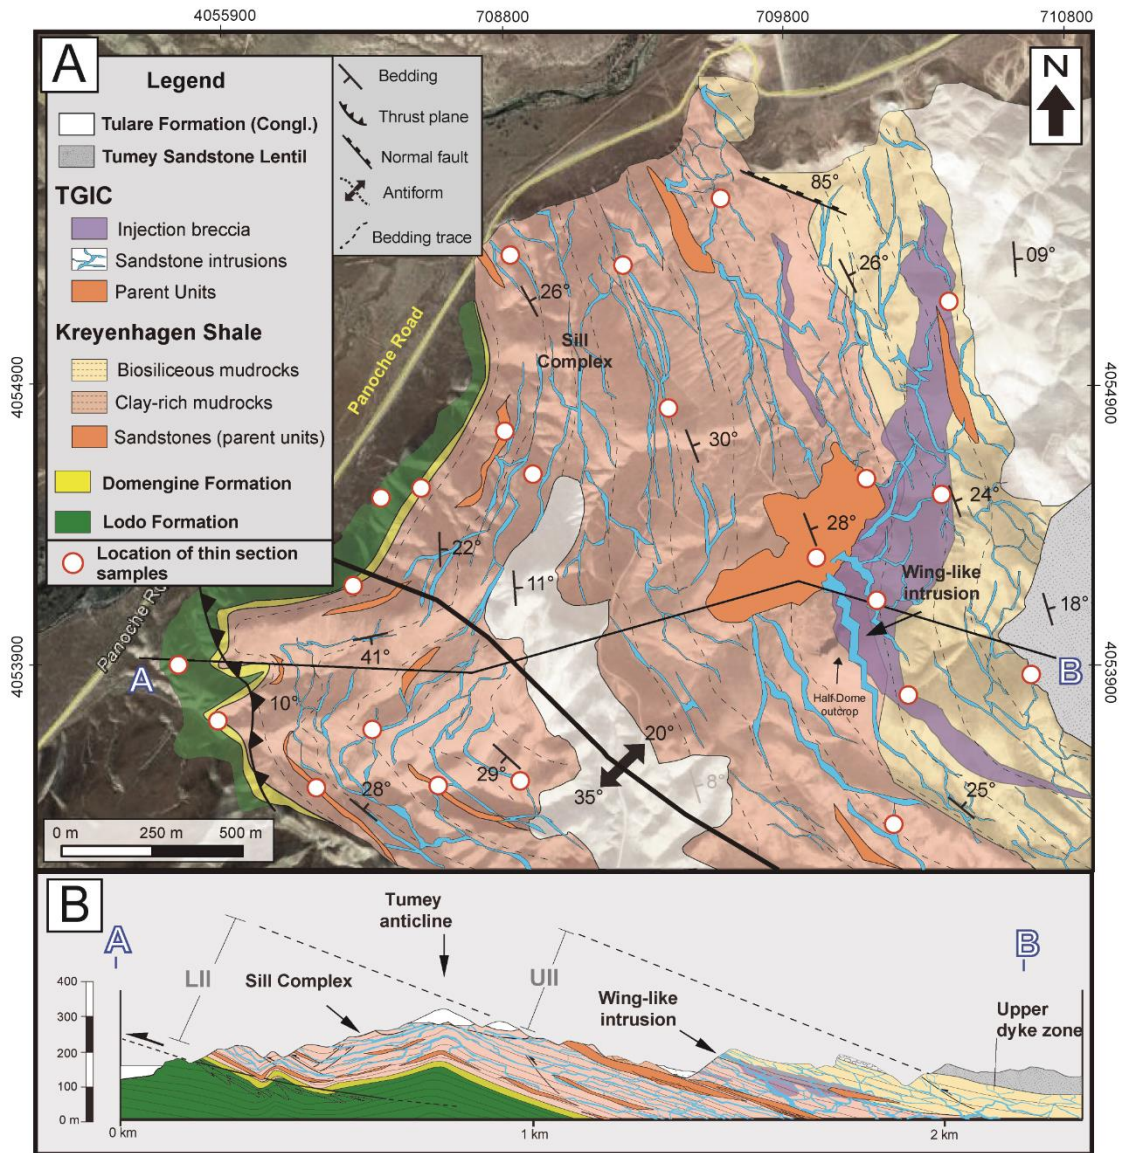 4055900
708800
709800
710800
A
Legend
Tulare Formation (Congl.)
Tumey Sandstone Lentil
TGIC
Injection breccia
Sandstone intrusions
Parent Units
Kreyenhagen Shale
Biosiliceous mudrocks
Clay-rich mudrocks
Sandstones (parent units)
Domengine Formation
Lodo Formation
Location of thin section
samples
Bedding
Thrust plane
Normal fault
Antiform
Bedding trace
N
85°
26°
09°
26°
Sill
Complex
Panoche Road
4054900
4054900
30°
24°
28°
22°
11°
Wing-like
intrusion
18°
Panoche Ro
41°
4053900
4053900
A
B
10°
Half-Dome
outcrop
20°
29°
35°
8°
28°
25°
0 m
250 m
500 m
B
Tumey
anticline
A
B
LII
UII
Sill Complex
Wing-like
intrusion
Upper
dyke zone
400
300
200
100
0 m
0 km
1 km
2 km